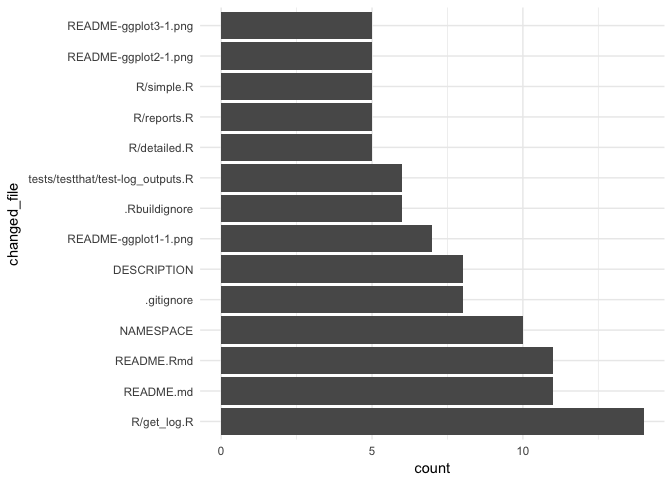 README-ggplot3-1.png
README-ggplot2-1.png
R/simple.R
R/reports.R
R/detailed.R
tests/testthat/test-log_outputs.R
.Rbuildignore
README-ggplot1-1.png
DESCRIPTION
.gitignore
NAMESPACE
README.Rmd
README.md
R/get_log.R
changed_file
0 5 10
count